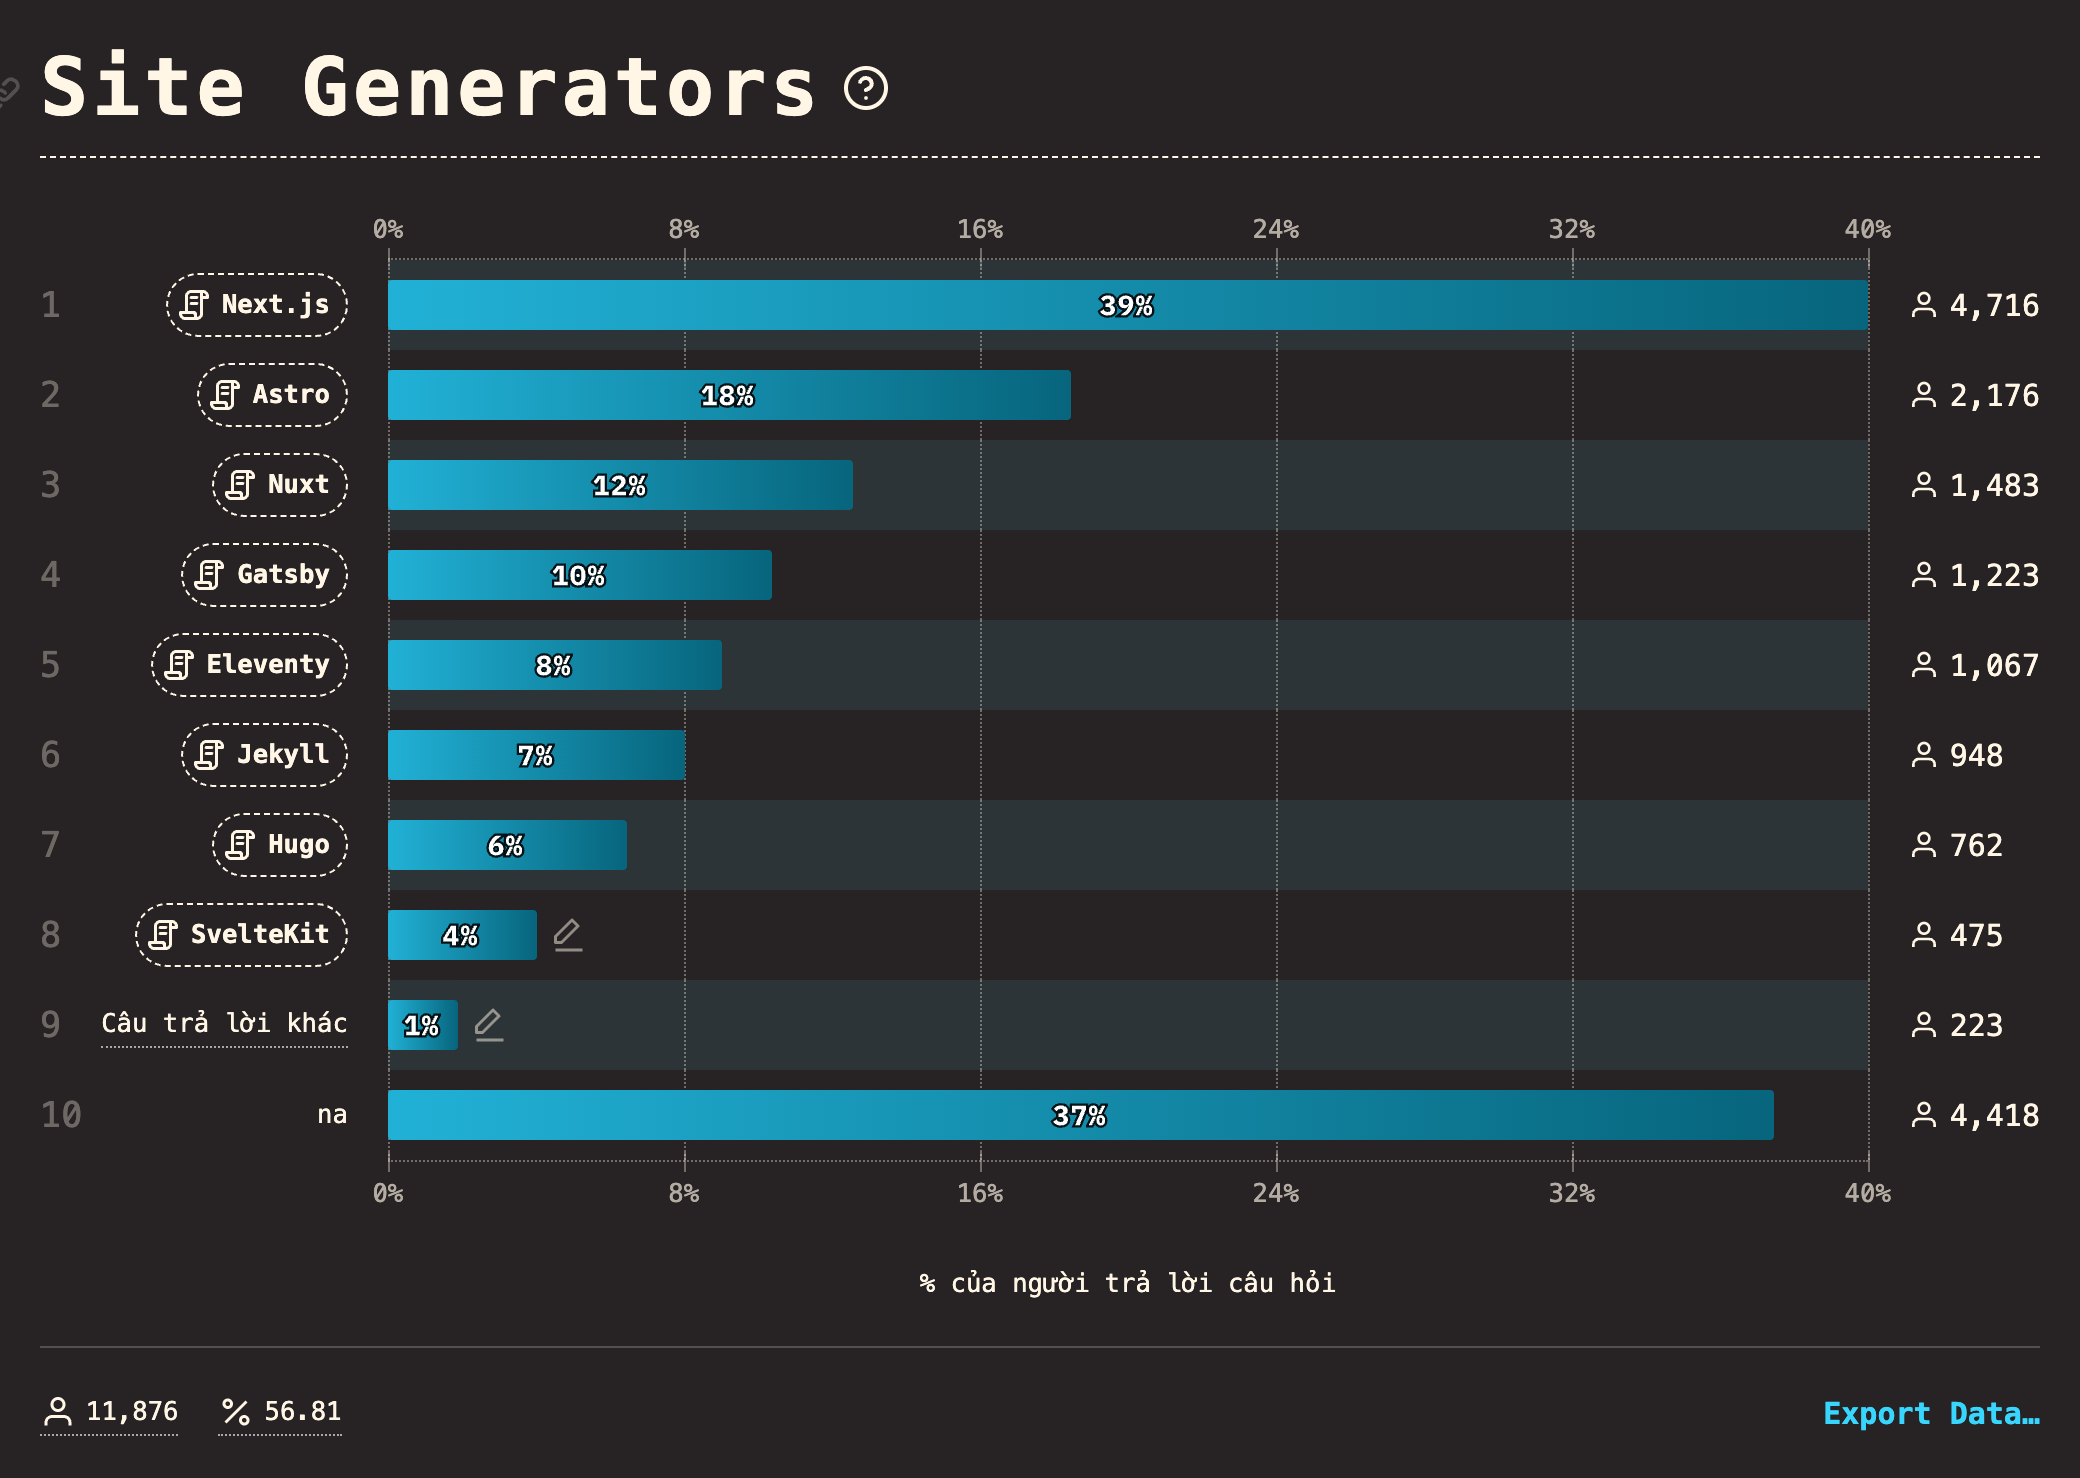 Site Generators
0% 8% 16% 24% 32% 40%
1 Next.js 39% 4,716
2 Astro 18% 2,176
3 Nuxt 12% 1,483
4 Gatsby 10% 1,223
5 Eleventy 8% 1,067
6 Jekyll 7% 948
7 Hugo 6% 762
8 SvelteKit 4% 475
9 Câu trả lời khác 1% 223
10 na 37% 4,418
0% 8% 16% 24% 32% 40%
% của người trả lời câu hỏi
11,876 % 56.81 Export Data…